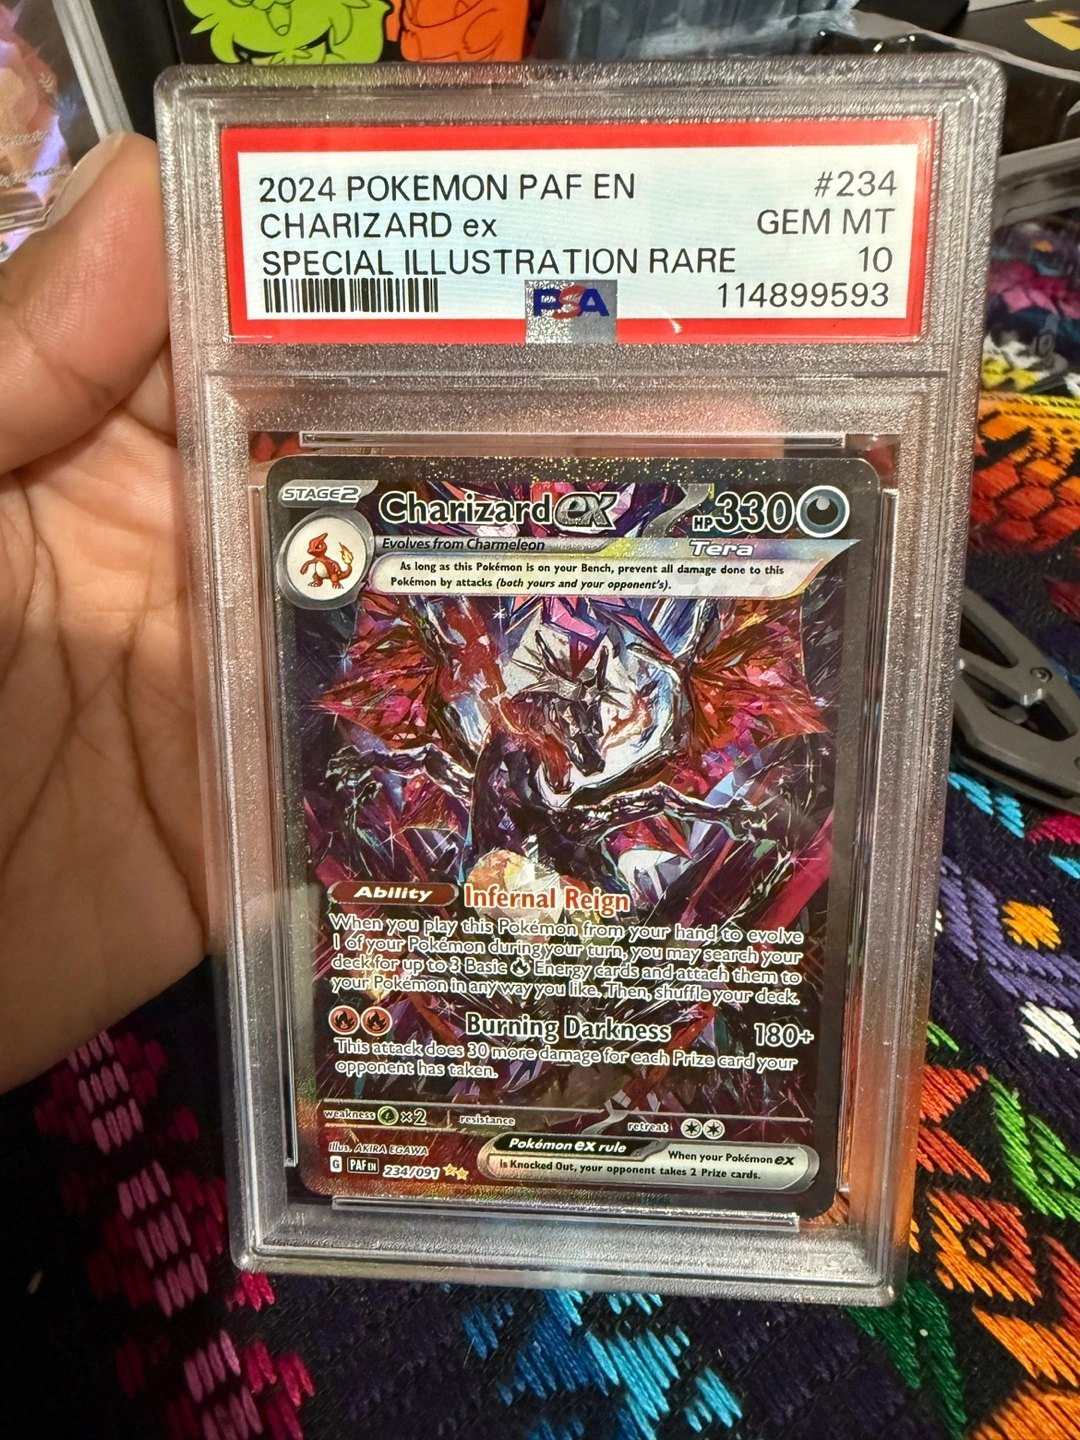 2024 POKEMON PAF EN #234
CHARIZARD ex GEM MT
SPECIAL ILLUSTRATION RARE 10
PSA 114899593
STAGE2 Charizard ex HP 330
Evolves from Charmeleon Tera
As long as this Pokémon is on your Bench, prevent all damage done to this
Pokémon by attacks (both yours and your opponent's).
Ability Infernal Reign
When you play this Pokémon from your hand to evolve
1 of your Pokémon during your turn, you may search your
deck for up to 3 Basic Energy cards and attach them to
your Pokémon in any way you like. Then, shuffle your deck.
Burning Darkness 180+
This attack does 30 more damage for each Prize card your
opponent has taken.
weakness ×2 resistance retreat
Illus. AKIRA EGAWA
Pokémon ex rule When your Pokémon ex
is Knocked Out, your opponent takes 2 Prize cards.
G PAF EN 234/091